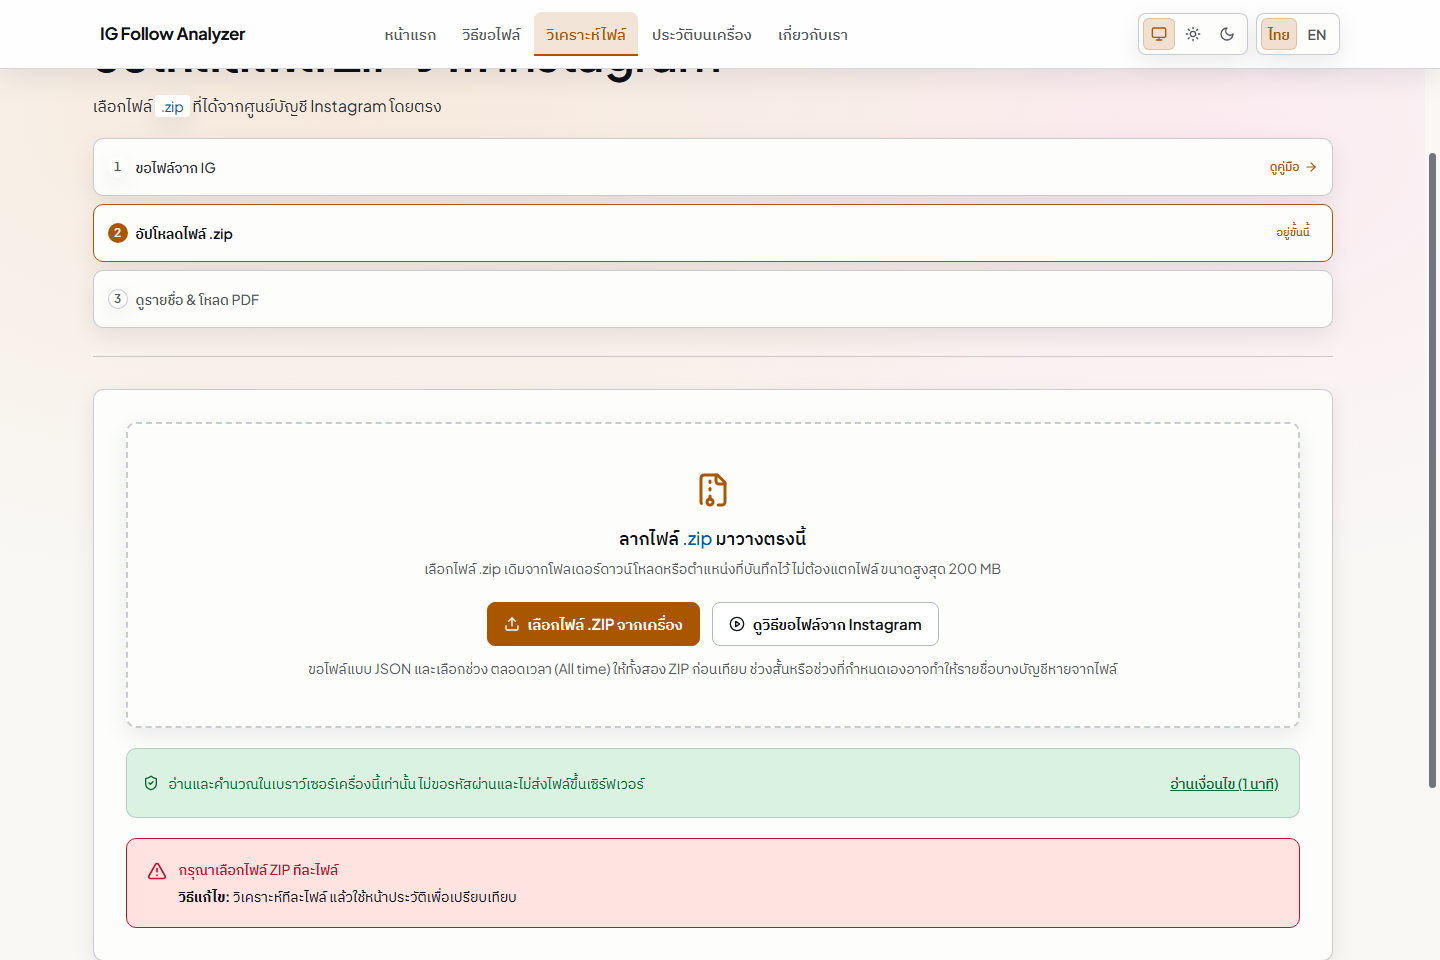 IG Follow Analyzer
หน้าแรก
วิธีขอไฟล์
วิเคราะห์ไฟล์
ประวัติบนเครื่อง
เกี่ยวกับเรา
ไทย
EN
เลือกไฟล์ .zip ที่ได้จากศูนย์บัญชี Instagram โดยตรง
1 ขอไฟล์จาก IG
ดูคู่มือ →
2 อัปโหลดไฟล์ .zip
อยู่ขั้นนี้
3 ดูรายชื่อ & โหลด PDF
ลากไฟล์ .zip มาวางตรงนี้
เลือกไฟล์ .zip เดิมจากโฟลเดอร์ดาวน์โหลดหรือตำแหน่งที่บันทึกไว้ ไม่ต้องแตกไฟล์ ขนาดสูงสุด 200 MB
เลือกไฟล์ .ZIP จากเครื่อง
ดูวิธีขอไฟล์จาก Instagram
ขอไฟล์แบบ JSON และเลือกช่วง ตลอดเวลา (All time) ให้ทั้งสอง ZIP ก่อนเทียบ ช่วงสั้นหรือช่วงที่กำหนดเองอาจทำให้รายชื่อบางบัญชีหายจากไฟล์
อ่านและคำนวณในเบราว์เซอร์เครื่องนี้เท่านั้น ไม่ขอรหัสผ่านและไม่ส่งไฟล์ขึ้นเซิร์ฟเวอร์
อ่านเงื่อนไข (1 นาที)
กรุณาเลือกไฟล์ ZIP ทีละไฟล์
วิธีแก้ไข: วิเคราะห์ทีละไฟล์ แล้วใช้หน้าประวัติเพื่อเปรียบเทียบ